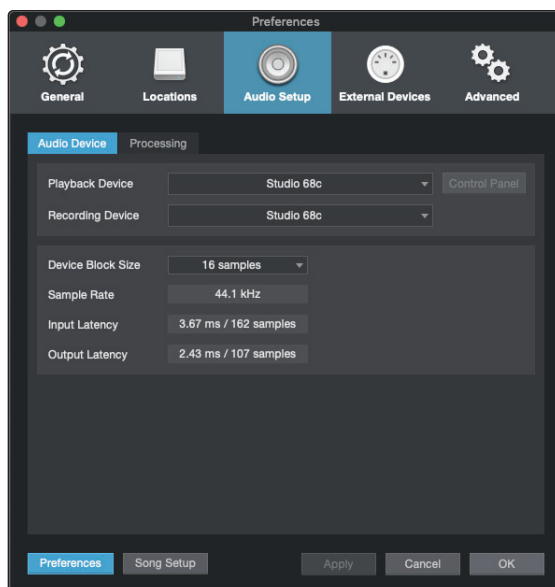 Preferences
General Locations Audio Setup External Devices Advanced
Audio Device Processing
Playback Device Studio 68c Control Panel
Recording Device Studio 68c
Device Block Size 16 samples
Sample Rate 44.1 kHz
Input Latency 3.67 ms / 162 samples
Output Latency 2.43 ms / 107 samples
Preferences Song Setup Apply Cancel OK